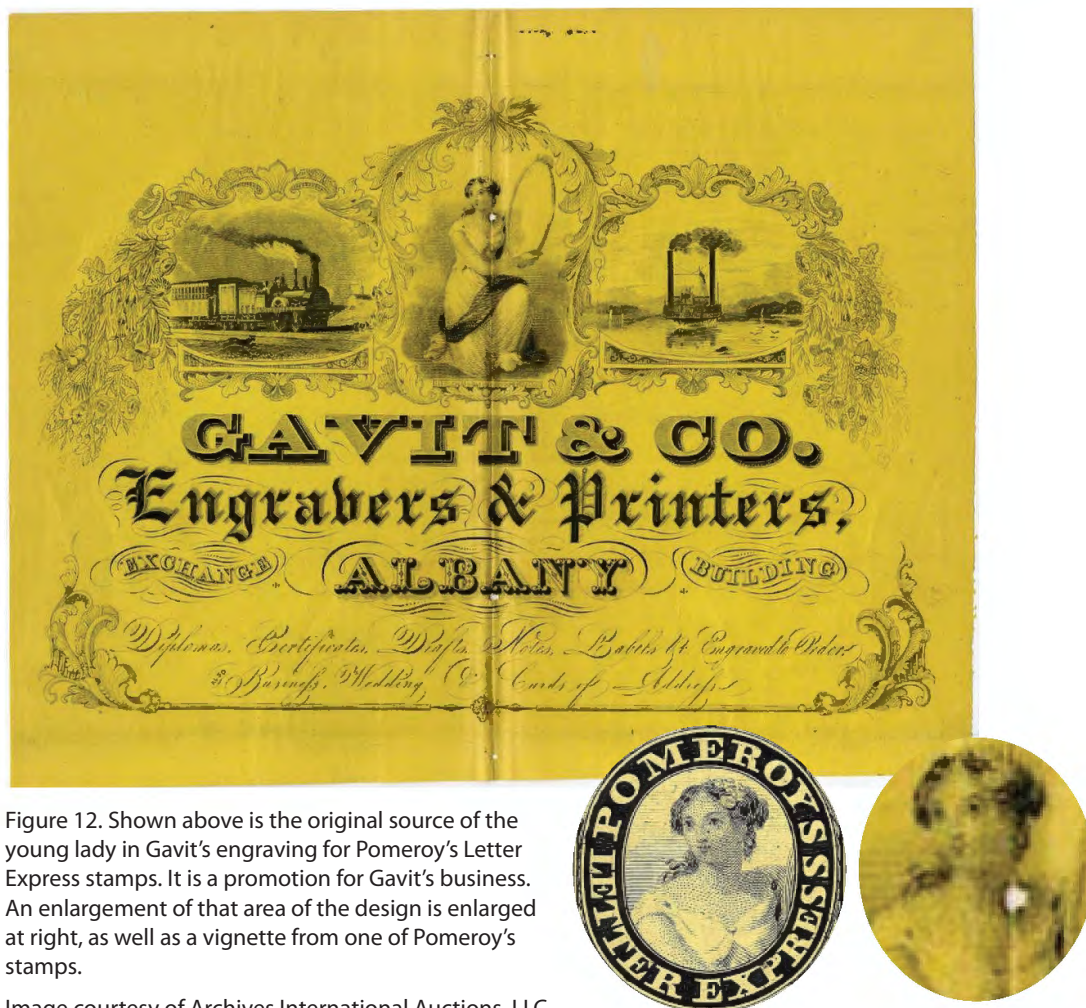 GAVIT & CO.
Engravers & Printers,
EXCHANGE ALBANY BUILDING
Diplomas, Certificates, Drafts, Notes, Labels &c Engraved to Order
Business, Wedding, & Cards of Address
POMEROY'S LETTER EXPRESS
Figure 12. Shown above is the original source of the
young lady in Gavit's engraving for Pomeroy's Letter
Express stamps. It is a promotion for Gavit's business.
An enlargement of that area of the design is enlarged
at right, as well as a vignette from one of Pomeroy's
stamps.
Image courtesy of Archives International Auctions, LLC